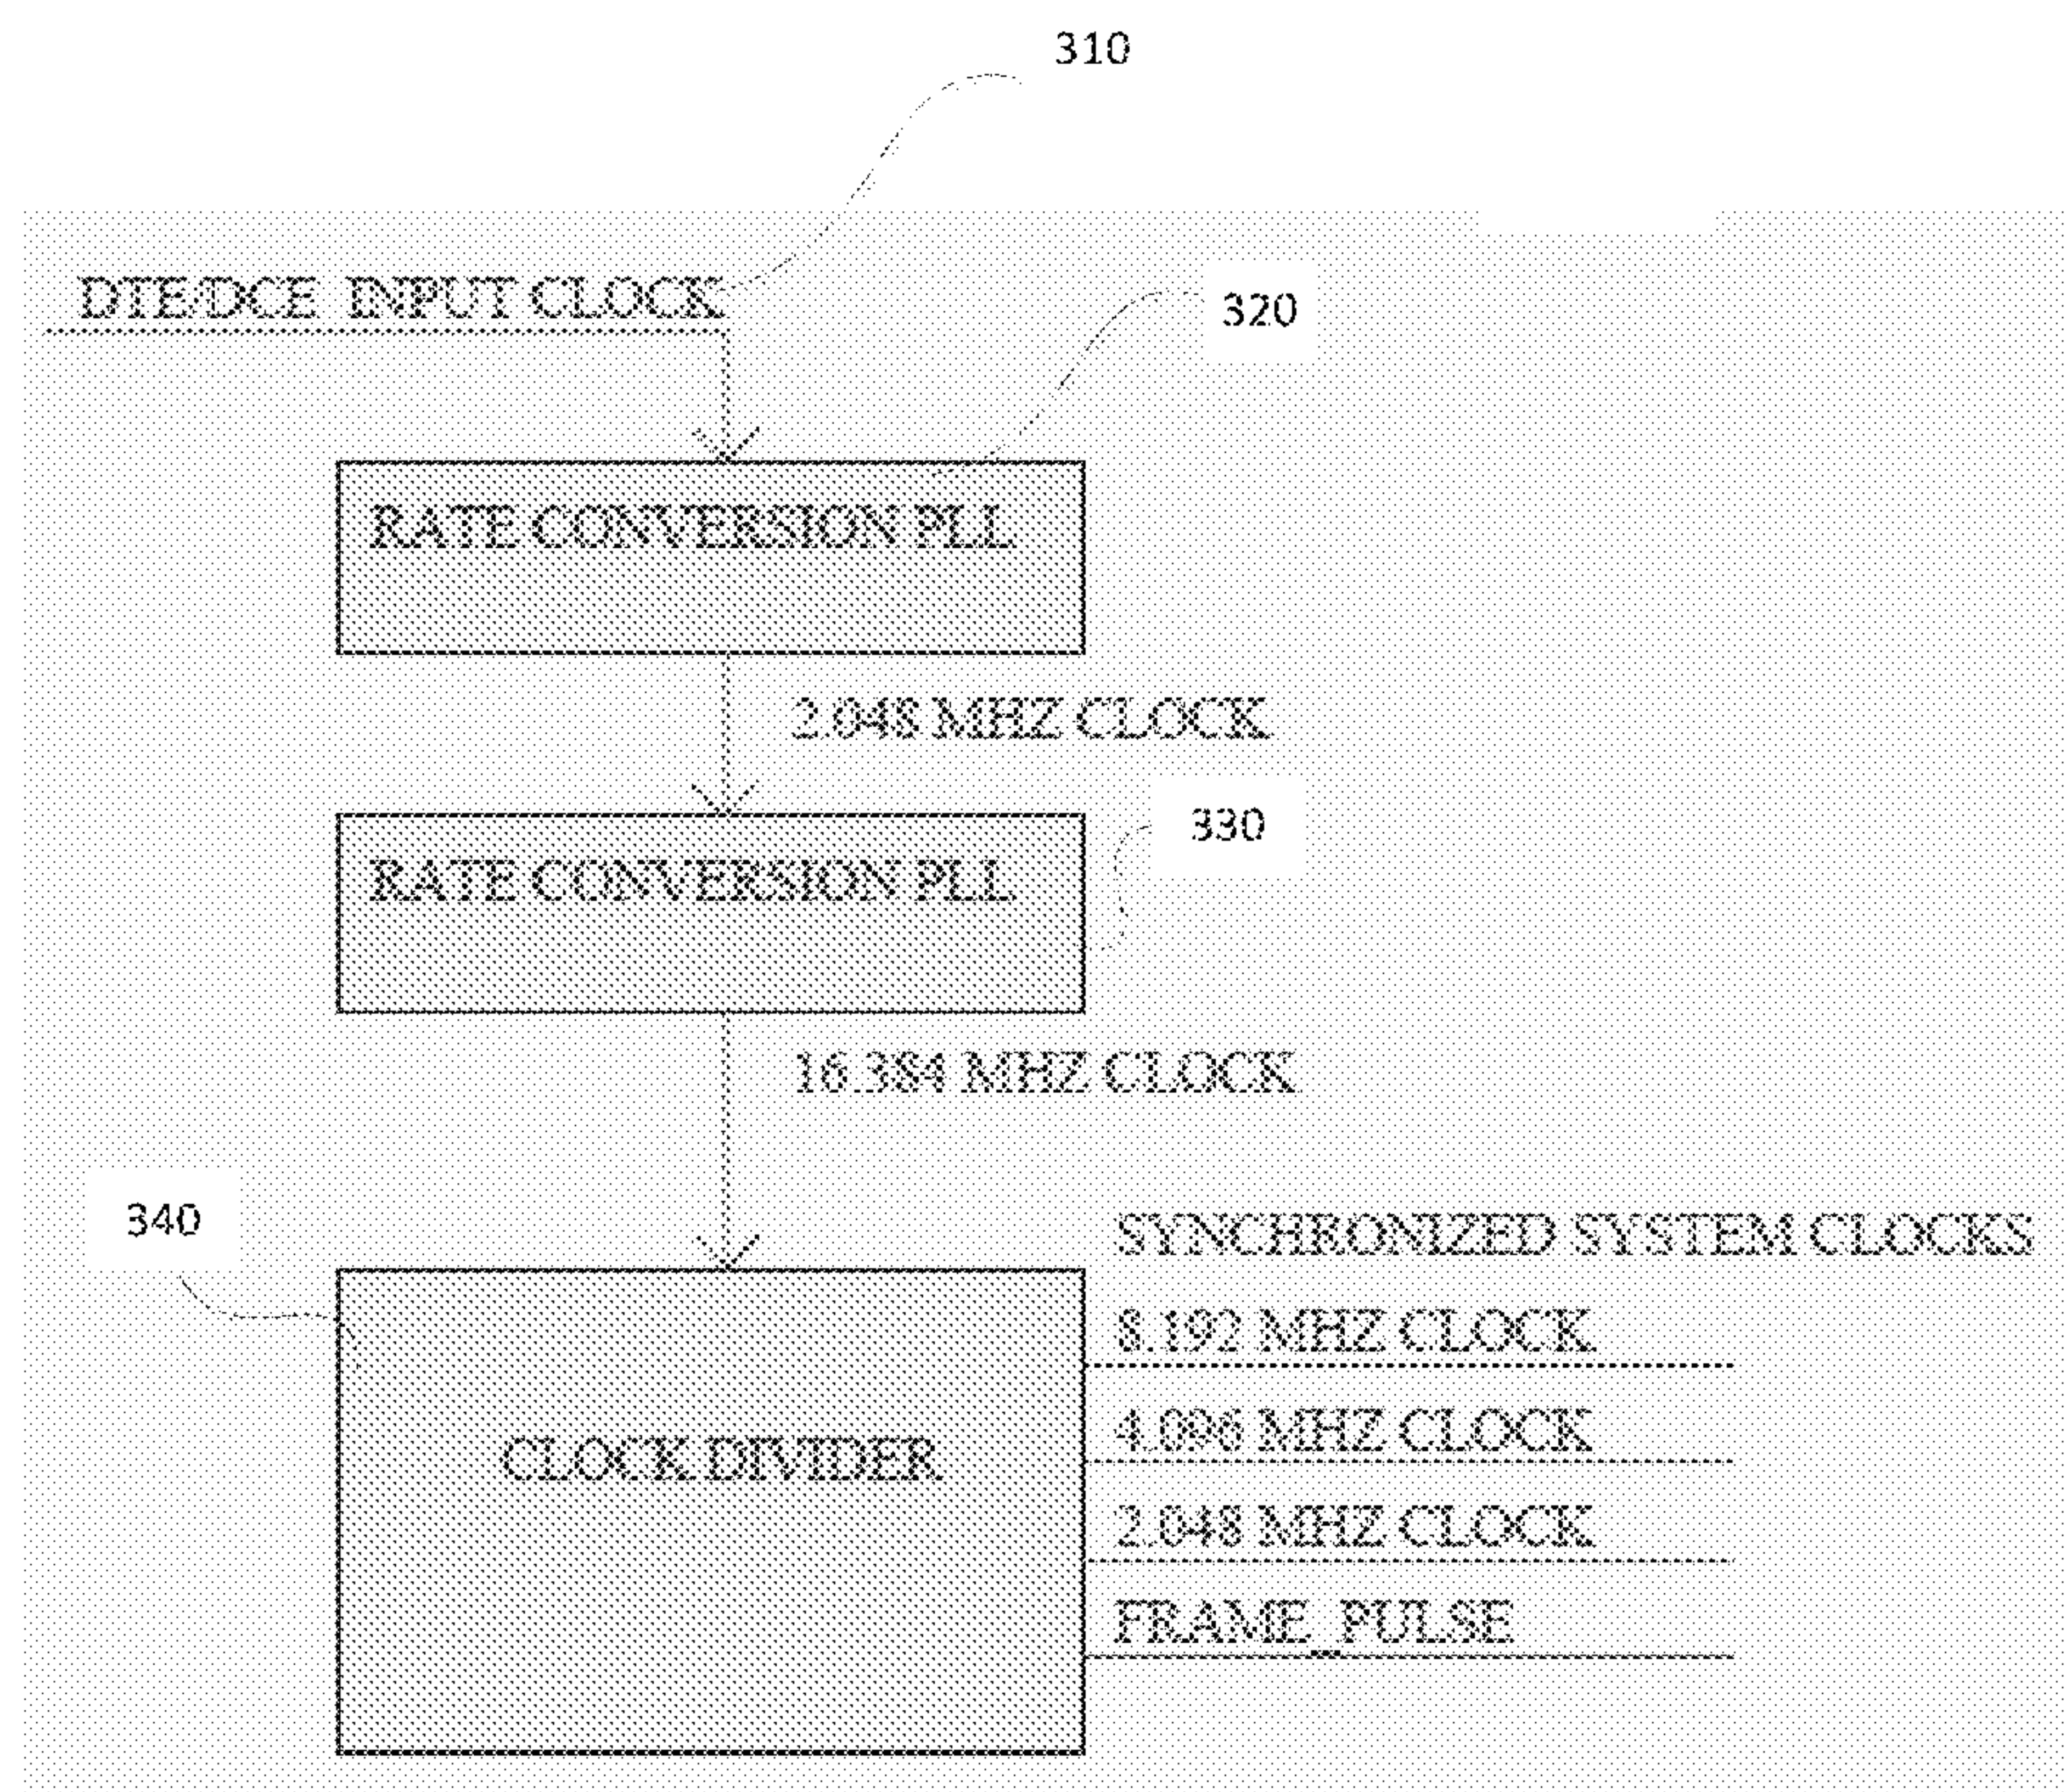 310
DTE/DCE INPUT CLOCK
320
RATE CONVERSION PLL
2.048 MHZ CLOCK
330
RATE CONVERSION PLL
16.384 MHZ CLOCK
340
SYNCHRONIZED SYSTEM CLOCKS
8.192 MHZ CLOCK
4.096 MHZ CLOCK
CLOCK DIVIDER
2.048 MHZ CLOCK
FRAME_PULSE